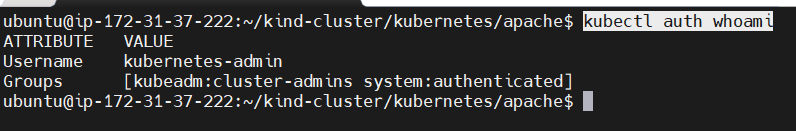 ubuntu@ip-172-31-37-222:~/kind-cluster/kubernetes/apache$ kubectl auth whoami
ATTRIBUTE   VALUE
Username    kubernetes-admin
Groups      [kubeadm:cluster-admins system:authenticated]
ubuntu@ip-172-31-37-222:~/kind-cluster/kubernetes/apache$